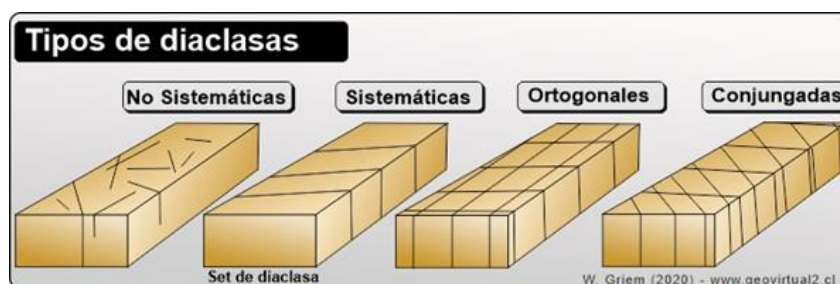 Tipos de diaclasas
No Sistemáticas
Sistemáticas
Ortogonales
Conjungadas
Set de diaclasa
W. Griem (2020) - www.geovirtual2.cl